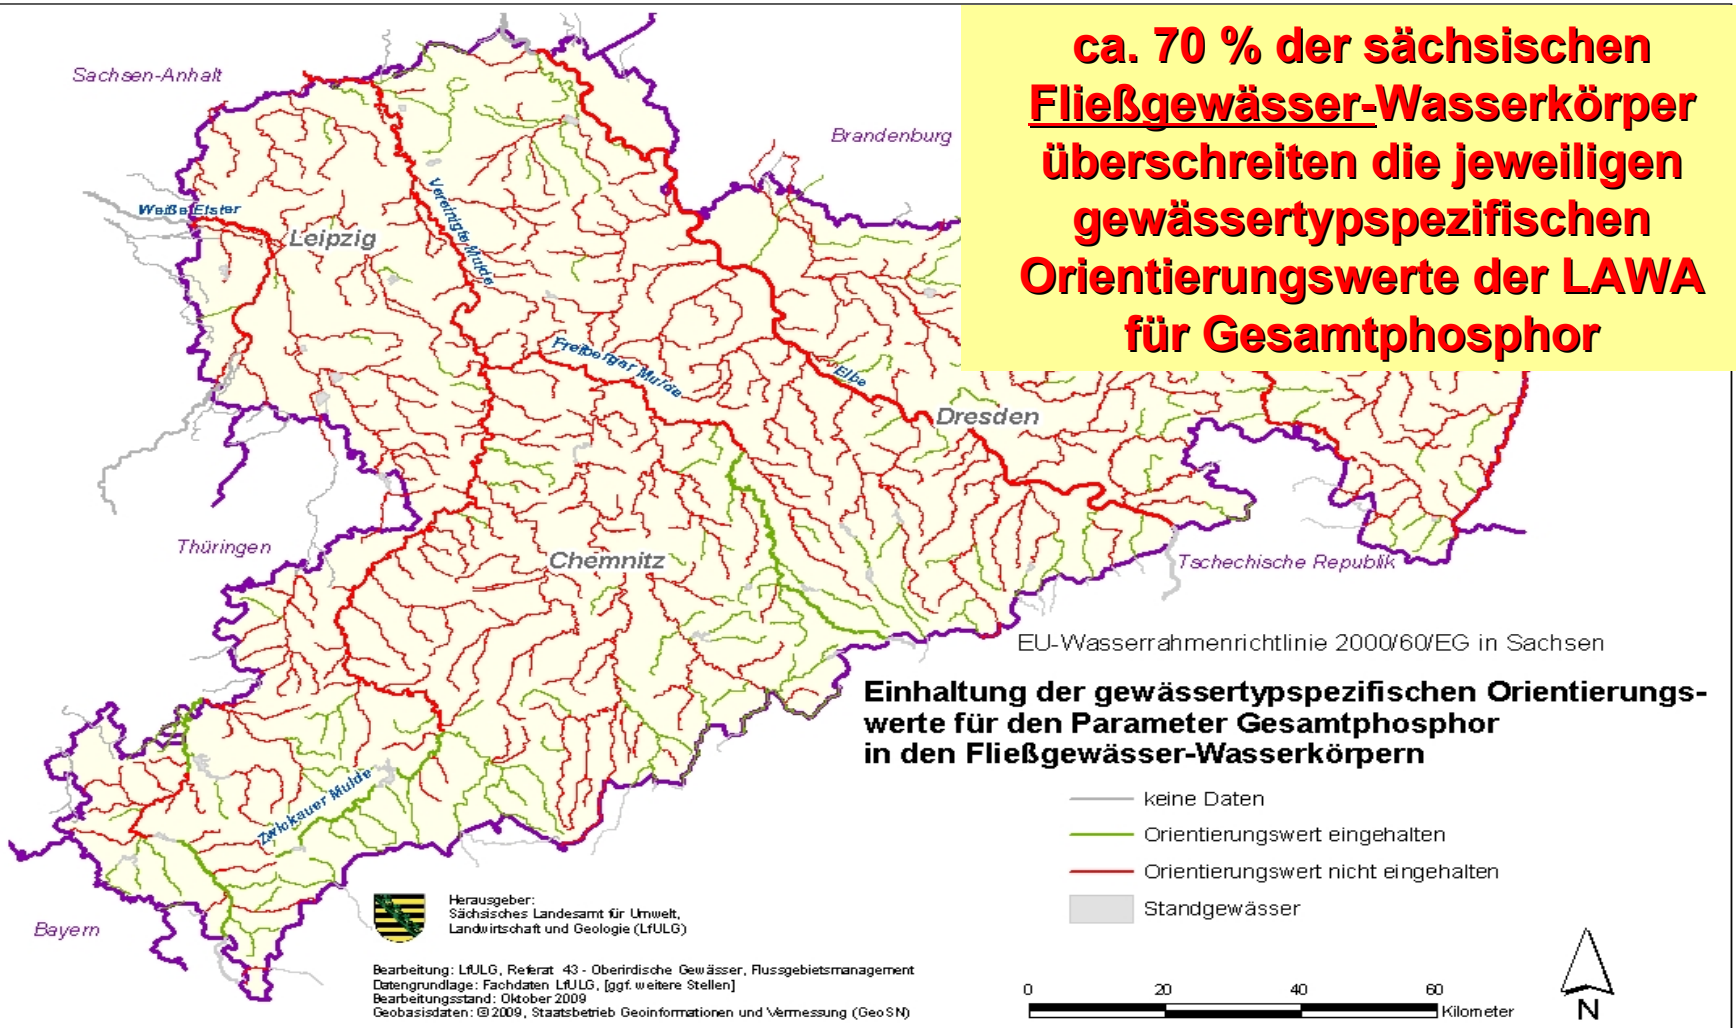 ca. 70 % der sächsischen
Fließgewässer-Wasserkörper
überschreiten die jeweiligen
gewässertypspezifischen
Orientierungswerte der LAWA
für Gesamtphosphor
Sachsen-Anhalt
Brandenburg
Weiße Elster
Leipzig
Vereinigte Mulde
Freiberger Mulde
Elbe
Dresden
Thüringen
Chemnitz
Tschechische Republik
Zwickauer Mulde
Bayern
EU-Wasserrahmenrichtlinie 2000/60/EG in Sachsen
Einhaltung der gewässertypspezifischen Orientierungs-
werte für den Parameter Gesamtphosphor
in den Fließgewässer-Wasserkörpern
keine Daten
Orientierungswert eingehalten
Orientierungswert nicht eingehalten
Standgewässer
Herausgeber:
Sächsisches Landesamt für Umwelt,
Landwirtschaft und Geologie (LfULG)
Bearbeitung: LfULG, Referat 43 - Oberirdische Gewässer, Flussgebietsmanagement
Datengrundlage: Fachdaten LfULG, [ggf. weitere Stellen]
Bearbeitungsstand: Oktober 2009
Geobasisdaten: © 2009, Staatsbetrieb Geoinformationen und Vermessung (GeoSN)
0 20 40 60
Kilometer
N